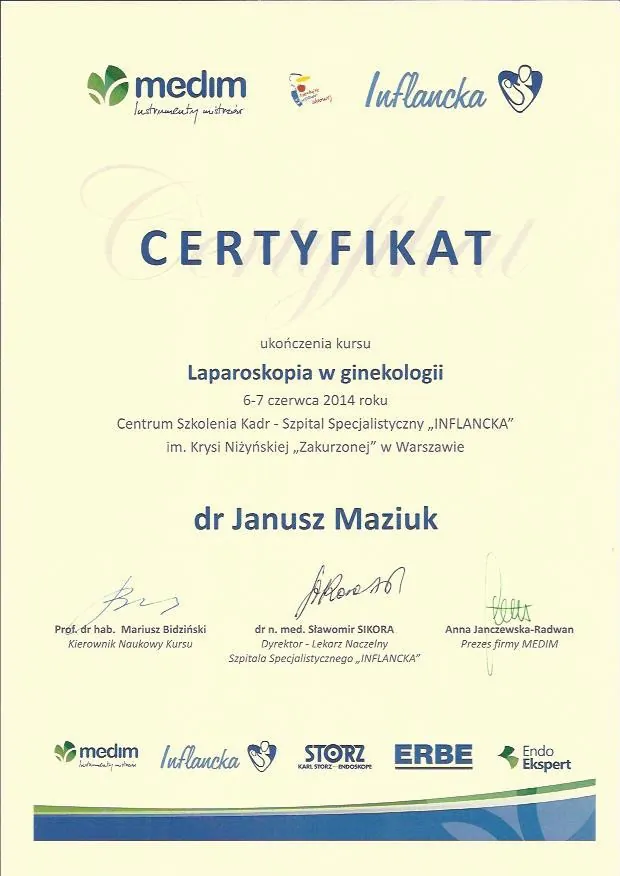 medim
Instrumenty mistrzów
Inflancka
Certyfikat
CERTYFIKAT
ukończenia kursu
Laparoskopia w ginekologii
6-7 czerwca 2014 roku
Centrum Szkolenia Kadr - Szpital Specjalistyczny „INFLANCKA”
im. Krysi Niżyńskiej „Zakurzonej” w Warszawie
dr Janusz Maziuk
Prof. dr hab. Mariusz Bidziński
Kierownik Naukowy Kursu
dr n. med. Sławomir SIKORA
Dyrektor - Lekarz Naczelny
Szpitala Specjalistycznego „INFLANCKA”
Anna Janczewska-Radwan
Prezes firmy MEDIM
medim
Instrumenty mistrzów
Inflancka
STORZ
KARL STORZ—ENDOSKOPE
ERBE
Endo
Ekspert